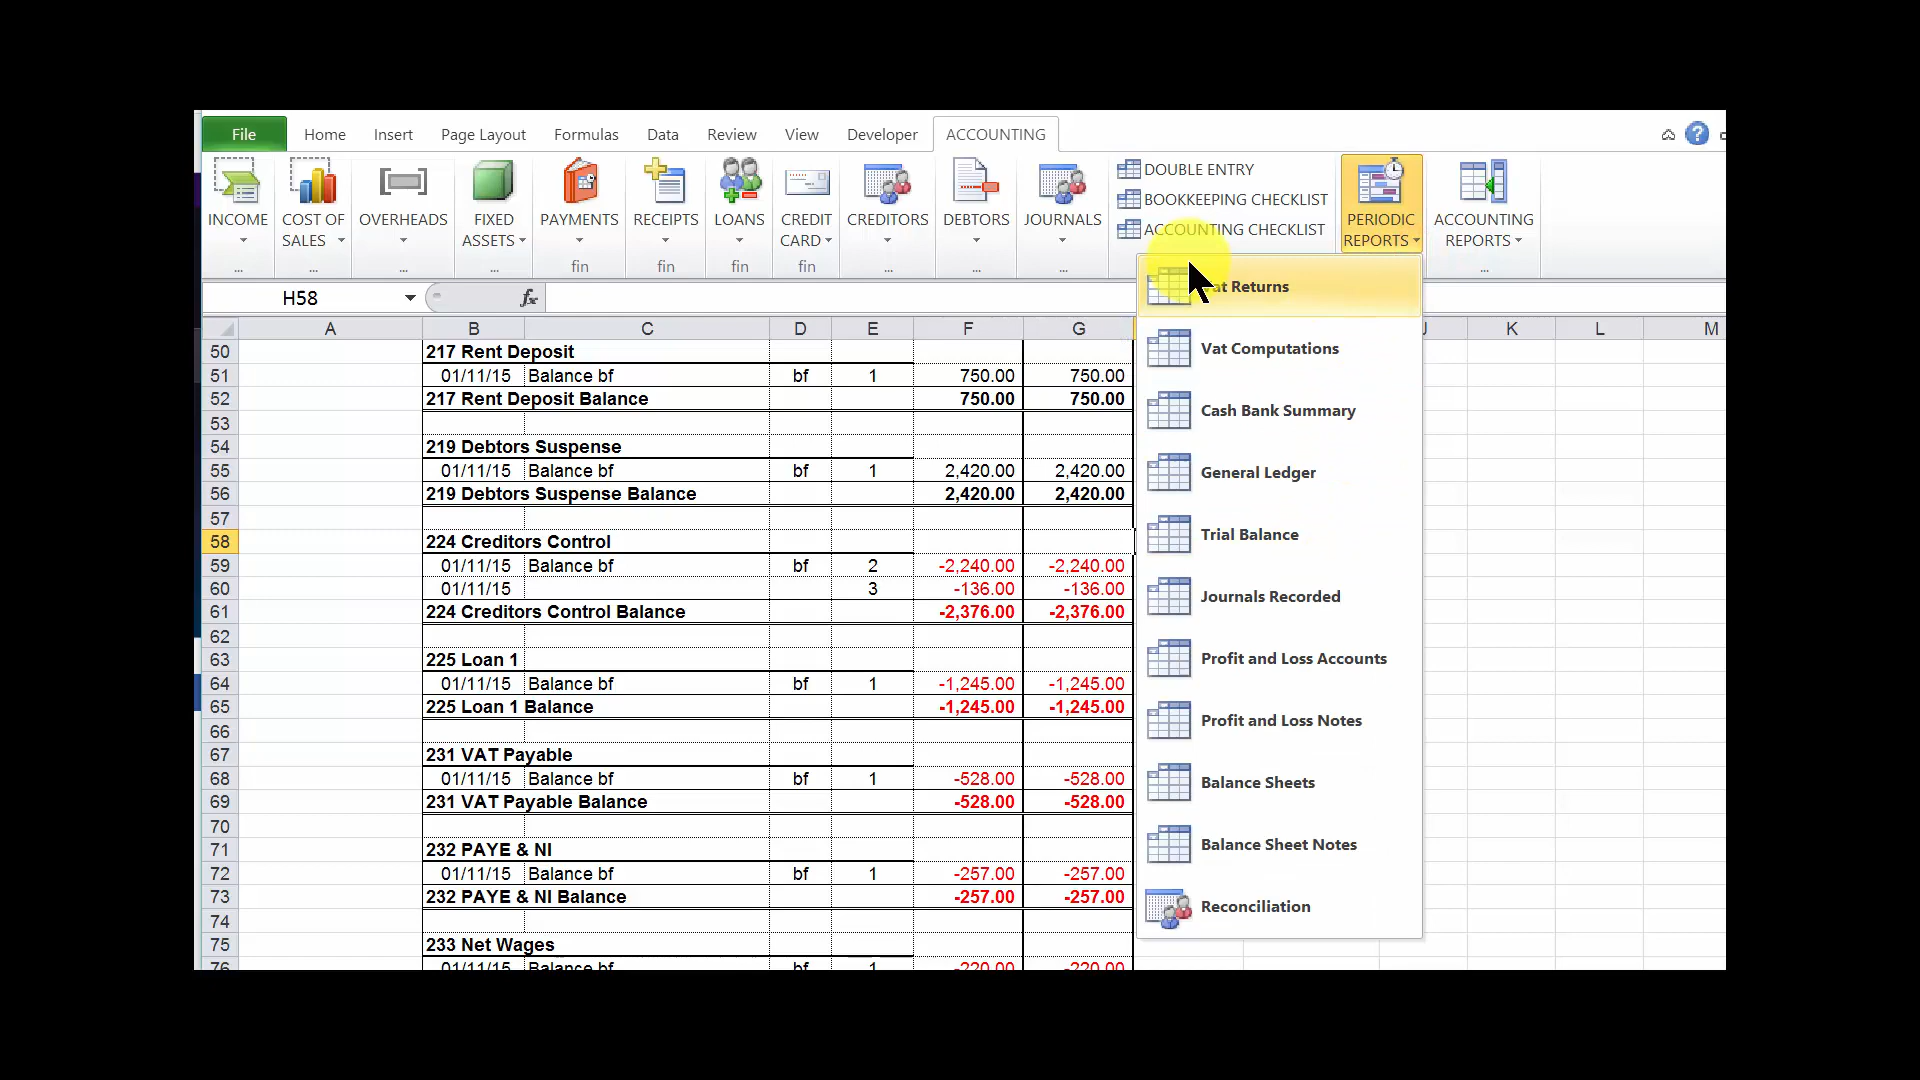 File Home Insert Page Layout Formulas Data Review View Developer ACCOUNTING ?
INCOME
COST OF SALES
OVERHEADS
FIXED ASSETS
PAYMENTS
RECEIPTS
LOANS
CREDIT CARD
CREDITORS
DEBTORS
JOURNALS
DOUBLE ENTRY
BOOKKEEPING CHECKLIST
ACCOUNTING CHECKLIST
PERIODIC REPORTS
ACCOUNTING REPORTS
... ... ... ... fin fin fin fin ... ... ... ...
H58 fx
A B C D E F G J K L M
50 217 Rent Deposit
51 01/11/15 Balance bf bf 1 750.00 750.00
52 217 Rent Deposit Balance 750.00 750.00
53
54 219 Debtors Suspense
55 01/11/15 Balance bf bf 1 2,420.00 2,420.00
56 219 Debtors Suspense Balance 2,420.00 2,420.00
57
58 224 Creditors Control
59 01/11/15 Balance bf bf 2 -2,240.00 -2,240.00
60 01/11/15 3 -136.00 -136.00
61 224 Creditors Control Balance -2,376.00 -2,376.00
62
63 225 Loan 1
64 01/11/15 Balance bf bf 1 -1,245.00 -1,245.00
65 225 Loan 1 Balance -1,245.00 -1,245.00
66
67 231 VAT Payable
68 01/11/15 Balance bf bf 1 -528.00 -528.00
69 231 VAT Payable Balance -528.00 -528.00
70
71 232 PAYE & NI
72 01/11/15 Balance bf bf 1 -257.00 -257.00
73 232 PAYE & NI Balance -257.00 -257.00
74
75 233 Net Wages
76 01/11/15 Balance bf bf 1 -220.00 -220.00
Vat Returns
Vat Computations
Cash Bank Summary
General Ledger
Trial Balance
Journals Recorded
Profit and Loss Accounts
Profit and Loss Notes
Balance Sheets
Balance Sheet Notes
Reconciliation